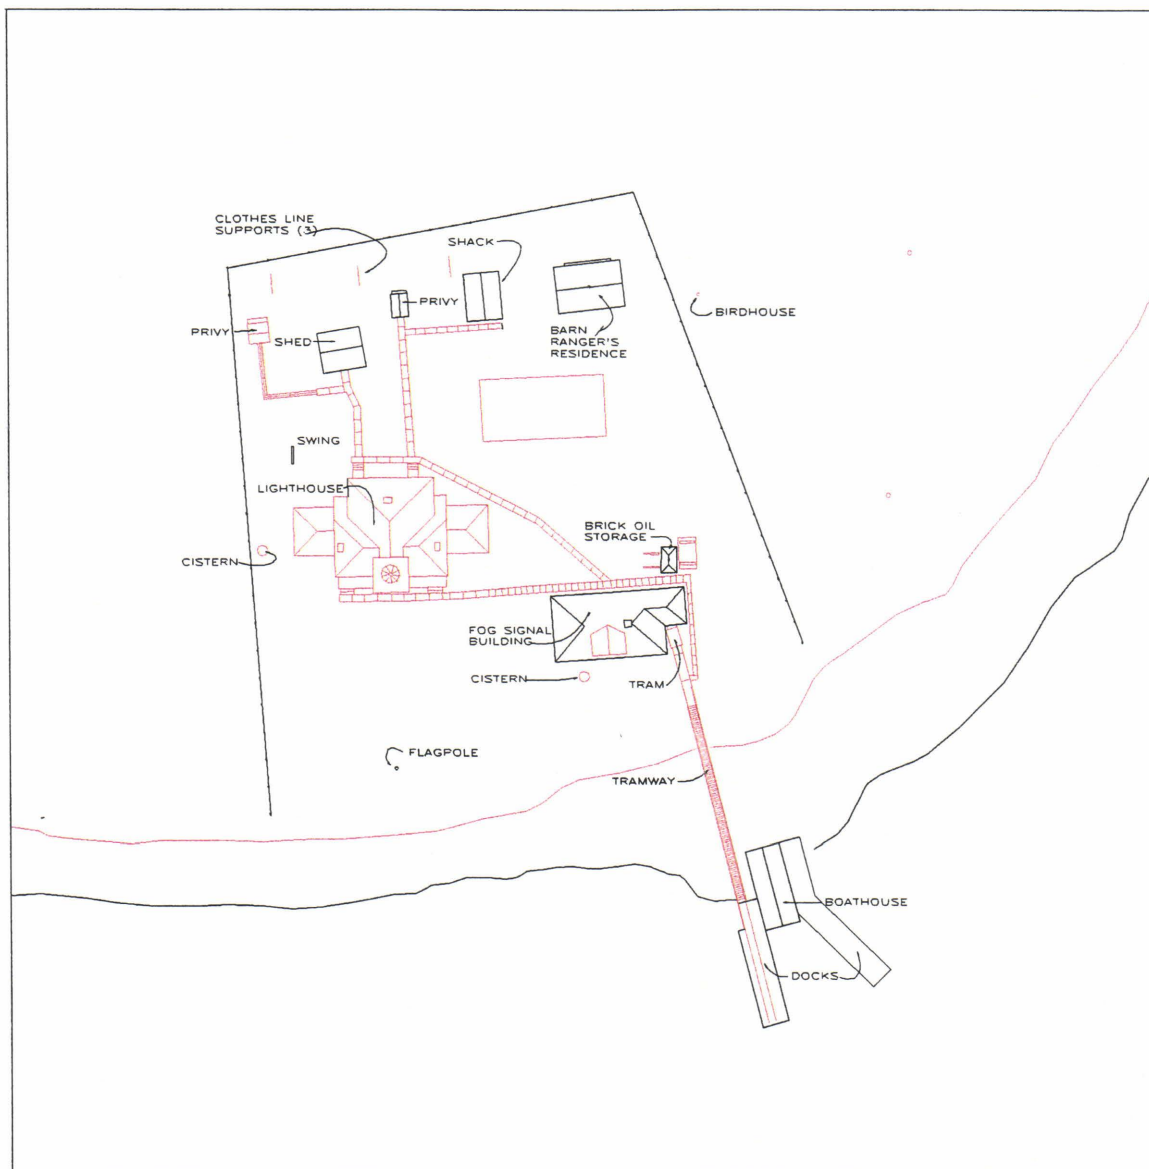 CLOTHES LINE
SUPPORTS (3)
SHACK
PRIVY
BIRDHOUSE
PRIVY
SHED
BARN
RANGER'S
RESIDENCE
SWING
LIGHTHOUSE
BRICK OIL
STORAGE
CISTERN
FOG SIGNAL
BUILDING
CISTERN
TRAM
FLAGPOLE
TRAMWAY
BOATHOUSE
DOCKS